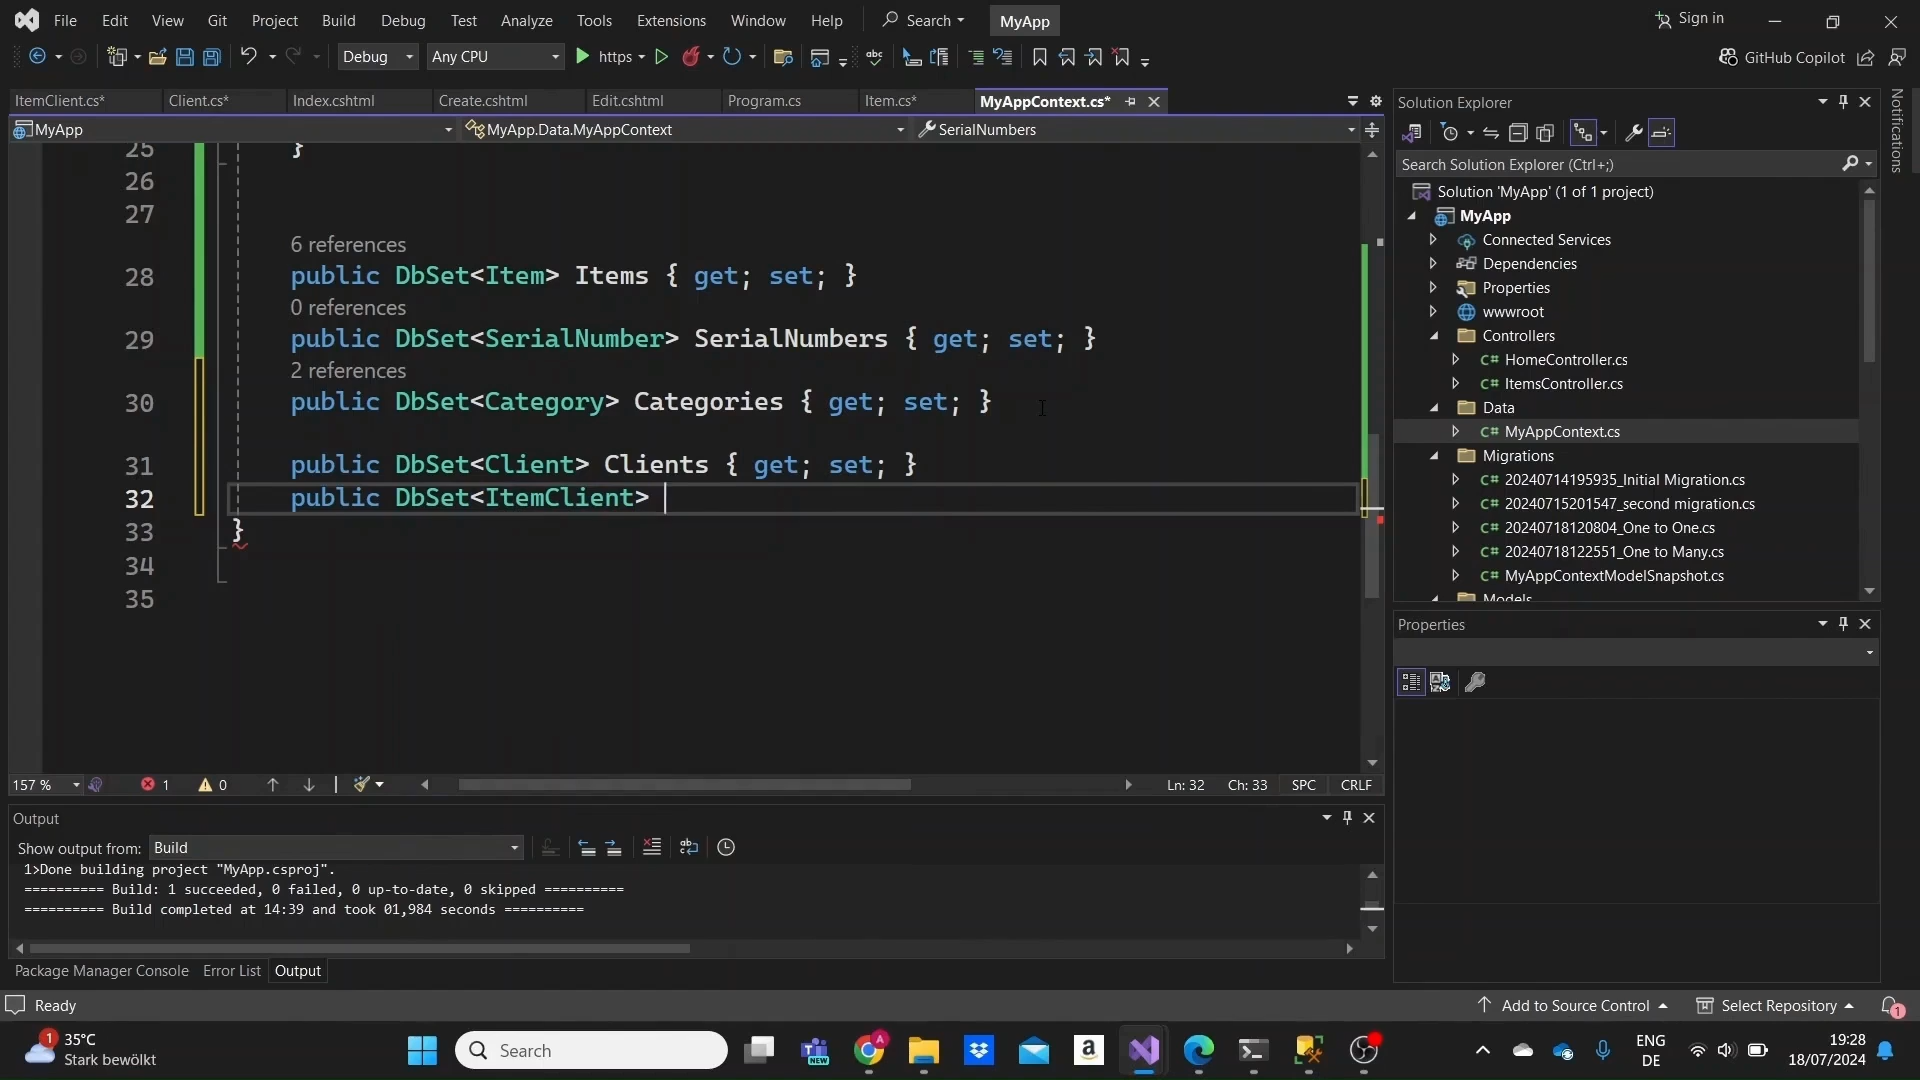 File Edit View Git Project Build Debug Test Analyze Tools Extensions Window Help Search MyApp Sign in
Debug Any CPU https GitHub Copilot
ItemClient.cs* Client.cs* Index.cshtml Create.cshtml Edit.cshtml Program.cs Item.cs* MyAppContext.cs*
MyApp MyApp.Data.MyAppContext SerialNumbers
25 }
26
27
6 references
28 public DbSet<Item> Items { get; set; }
0 references
29 public DbSet<SerialNumber> SerialNumbers { get; set; }
2 references
30 public DbSet<Category> Categories { get; set; }
31 public DbSet<Client> Clients { get; set; }
32 public DbSet<ItemClient>
33 }
34
35
157 % 1 0 Ln: 32 Ch: 33 SPC CRLF
Output
Show output from: Build
1>Done building project "MyApp.csproj".
========== Build: 1 succeeded, 0 failed, 0 up-to-date, 0 skipped ==========
========== Build completed at 14:39 and took 01,984 seconds ==========
Package Manager Console Error List Output
Solution Explorer
Search Solution Explorer (Ctrl+;)
Solution 'MyApp' (1 of 1 project)
MyApp
Connected Services
Dependencies
Properties
wwwroot
Controllers
C# HomeController.cs
C# ItemsController.cs
Data
C# MyAppContext.cs
Migrations
C# 20240714195935_Initial Migration.cs
C# 20240715201547_second migration.cs
C# 20240718120804_One to One.cs
C# 20240718122551_One to Many.cs
C# MyAppContextModelSnapshot.cs
Models
Properties
Notifications
Ready Add to Source Control Select Repository 1
1 35°C
Stark bewölkt
Search
NEW
A
a
ENG
DE
19:28
18/07/2024